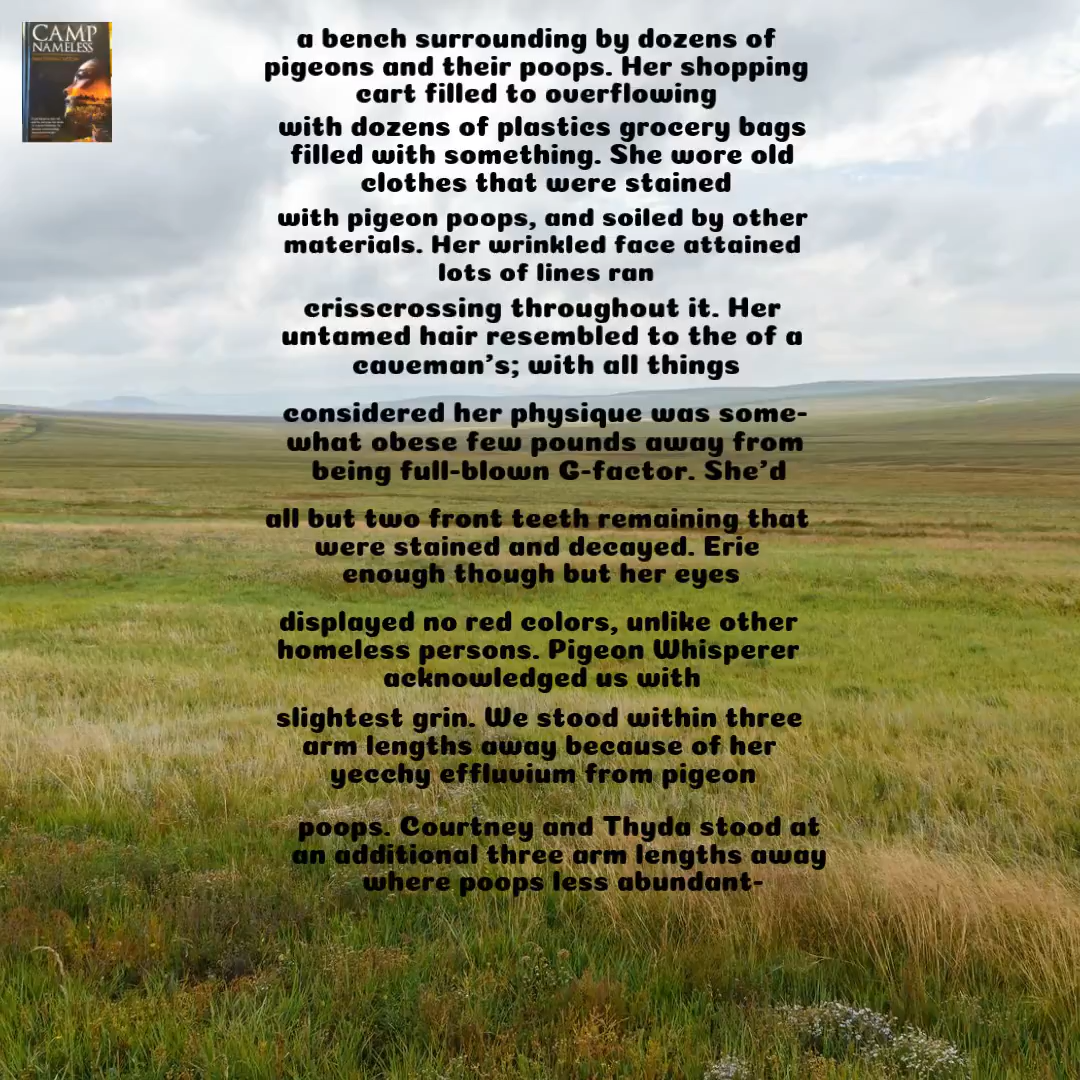 CAMP
NAMELESS
a bench surrounding by dozens of
pigeons and their poops. Her shopping
cart filled to overflowing
with dozens of plastics grocery bags
filled with something. She wore old
clothes that were stained
with pigeon poops, and soiled by other
materials. Her wrinkled face attained
lots of lines ran
crisscrossing throughout it. Her
untamed hair resembled to the of a
caveman's; with all things
considered her physique was some-
what obese few pounds away from
being full-blown G-factor. She'd
all but two front teeth remaining that
were stained and decayed. Erie
enough though but her eyes
displayed no red colors, unlike other
homeless persons. Pigeon Whisperer
acknowledged us with
slightest grin. We stood within three
arm lengths away because of her
yecchy effluvium from pigeon
poops. Courtney and Thyda stood at
an additional three arm lengths away
where poops less abundant-